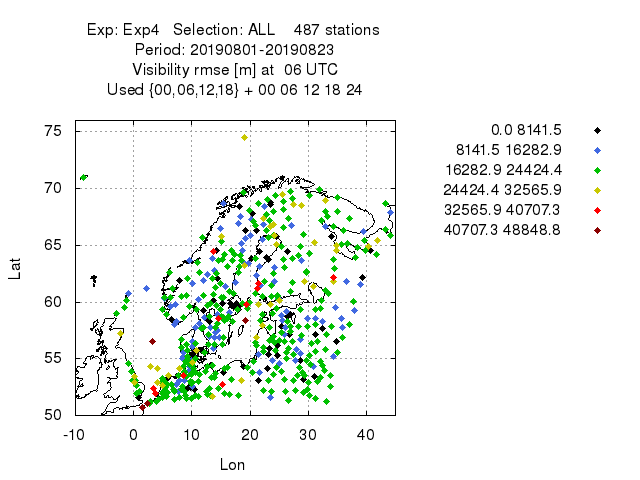 Exp: Exp4 Selection: ALL 487 stations
Period: 20190801-20190823
Visibility rmse [m] at 06 UTC
Used {00,06,12,18} + 00 06 12 18 24
75
70
65
60
55
50
Lat
-10 0 10 20 30 40
Lon
0.0 8141.5
8141.5 16282.9
16282.9 24424.4
24424.4 32565.9
32565.9 40707.3
40707.3 48848.8